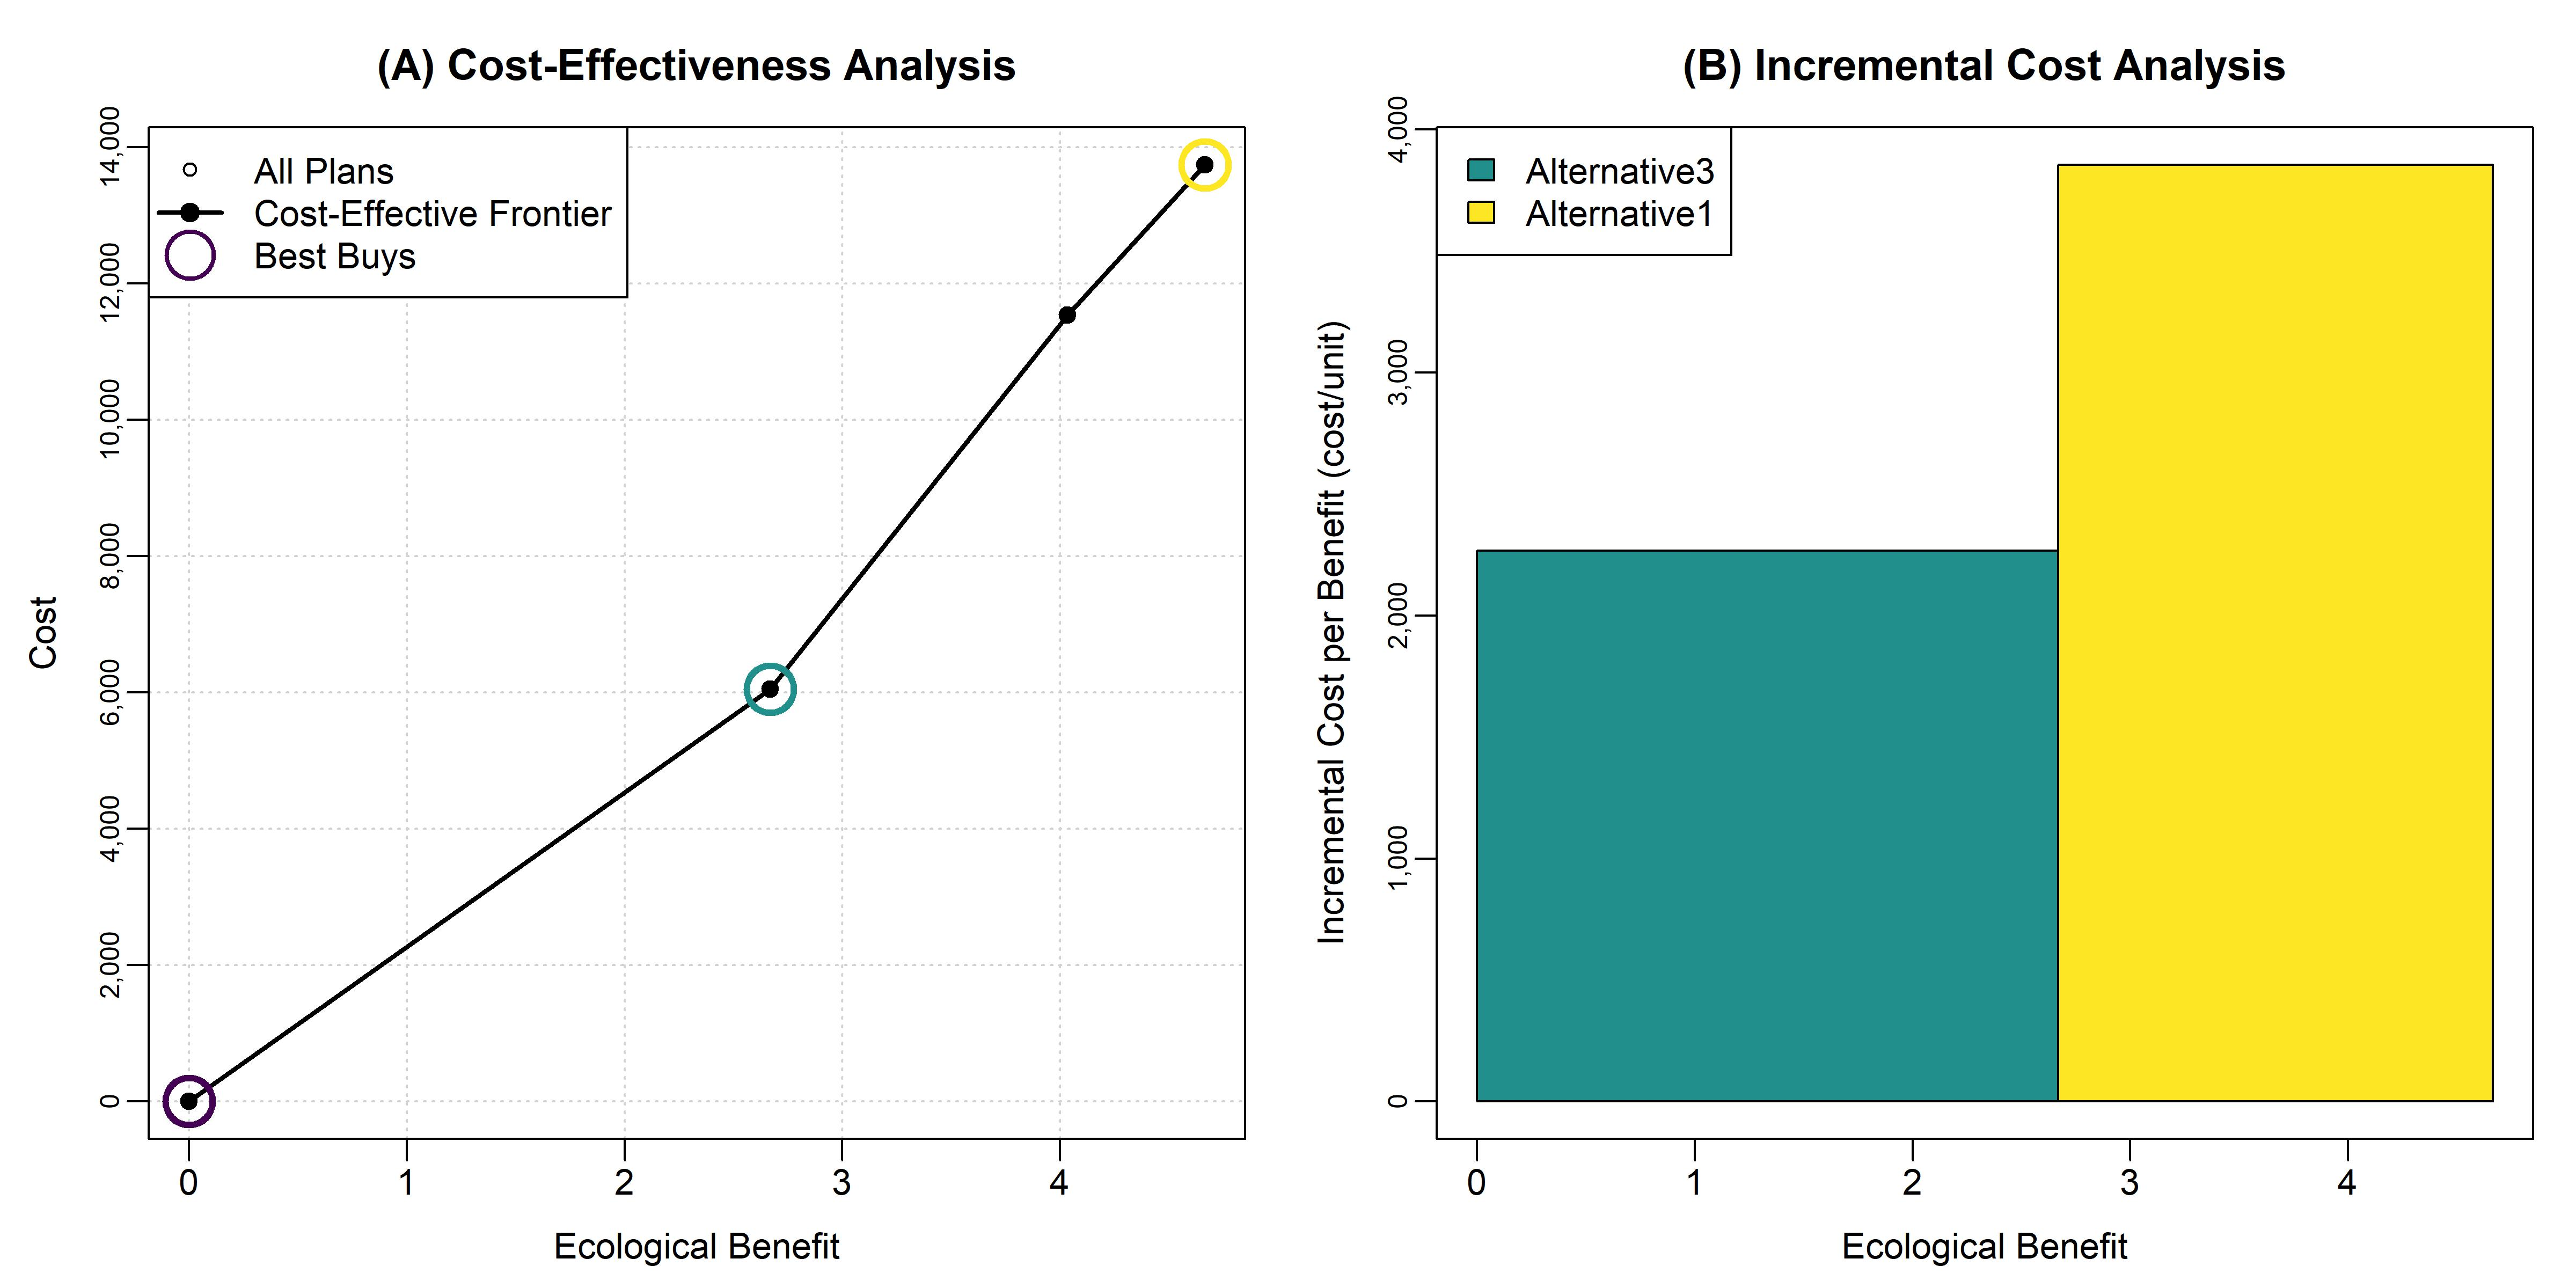 (A) Cost-Effectiveness Analysis
All Plans
Cost-Effective Frontier
Best Buys
Cost
14,000
12,000
10,000
8,000
6,000
4,000
2,000
0
0 1 2 3 4
Ecological Benefit
(B) Incremental Cost Analysis
Alternative3
Alternative1
Incremental Cost per Benefit (cost/unit)
4,000
3,000
2,000
1,000
0
0 1 2 3 4
Ecological Benefit